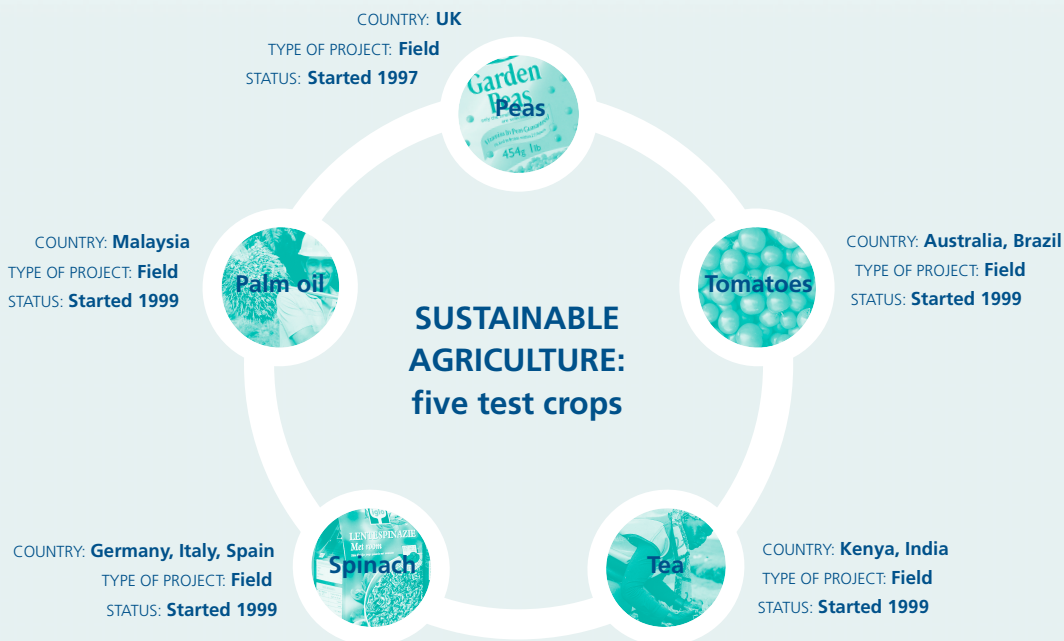 COUNTRY: UK
TYPE OF PROJECT: Field
STATUS: Started 1997
Garden
Peas
Peas
454g 1lb
COUNTRY: Malaysia
TYPE OF PROJECT: Field
STATUS: Started 1999
Palm oil
COUNTRY: Australia, Brazil
TYPE OF PROJECT: Field
STATUS: Started 1999
Tomatoes
SUSTAINABLE
AGRICULTURE:
five test crops
COUNTRY: Germany, Italy, Spain
TYPE OF PROJECT: Field
STATUS: Started 1999
LENTESPINAZIE
Met room
Spinach
COUNTRY: Kenya, India
TYPE OF PROJECT: Field
STATUS: Started 1999
Tea